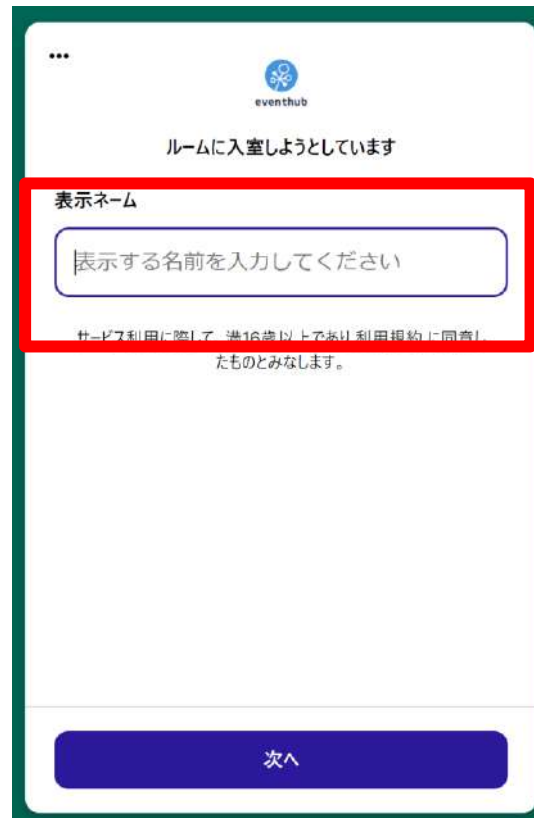 •••
eventhub
ルームに入室しようとしています
表示ネーム
表示する名前を入力してください
サービス利用に際して、満16歳以上であり利用規約 に同意し
たものとみなします。
次へ